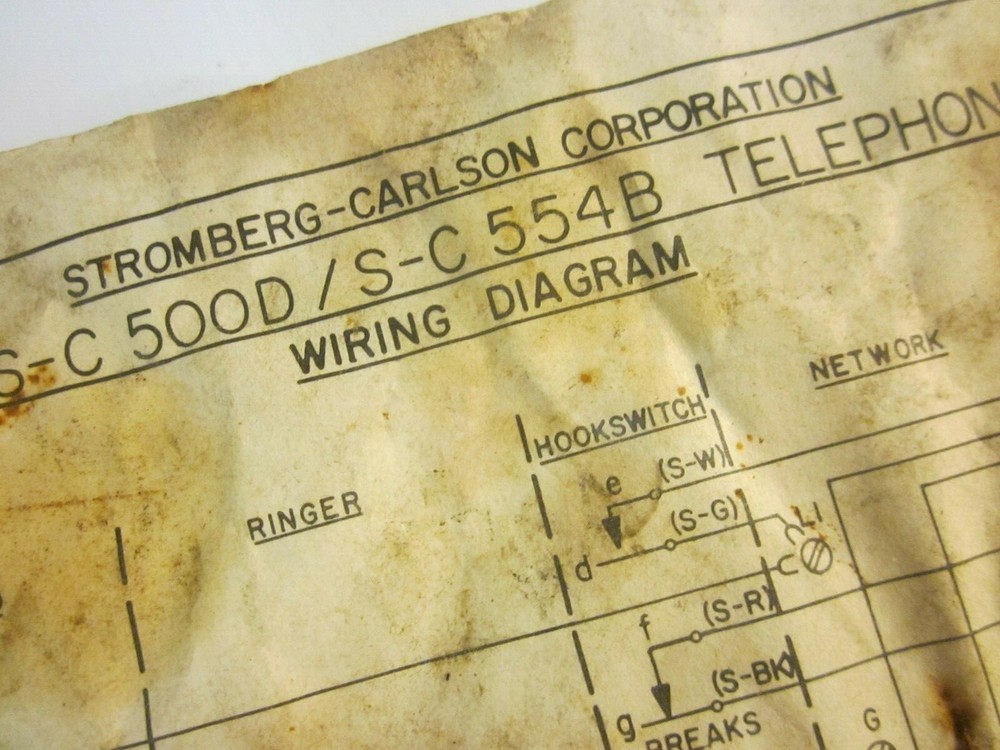 STROMBERG-CARLSON CORPORATION
S-C 500D/S-C 554B TELEPHON
WIRING DIAGRAM
NETWORK
HOOKSWITCH
RINGER
e (S-W)
(S-G) L1
d C
f (S-R)
(S-BK)
g BREAKS
G